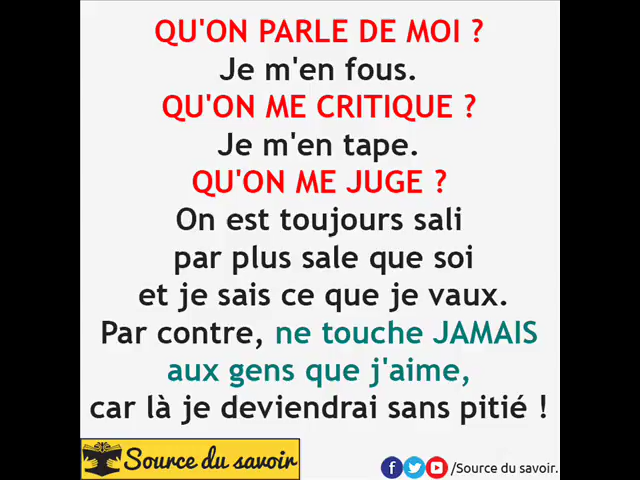 QU'ON PARLE DE MOI ?
Je m'en fous.
QU'ON ME CRITIQUE ?
Je m'en tape.
QU'ON ME JUGE ?
On est toujours sali
par plus sale que soi
et je sais ce que je vaux.
Par contre, ne touche JAMAIS
aux gens que j'aime,
car là je deviendrai sans pitié !
Source du savoir
/Source du savoir.